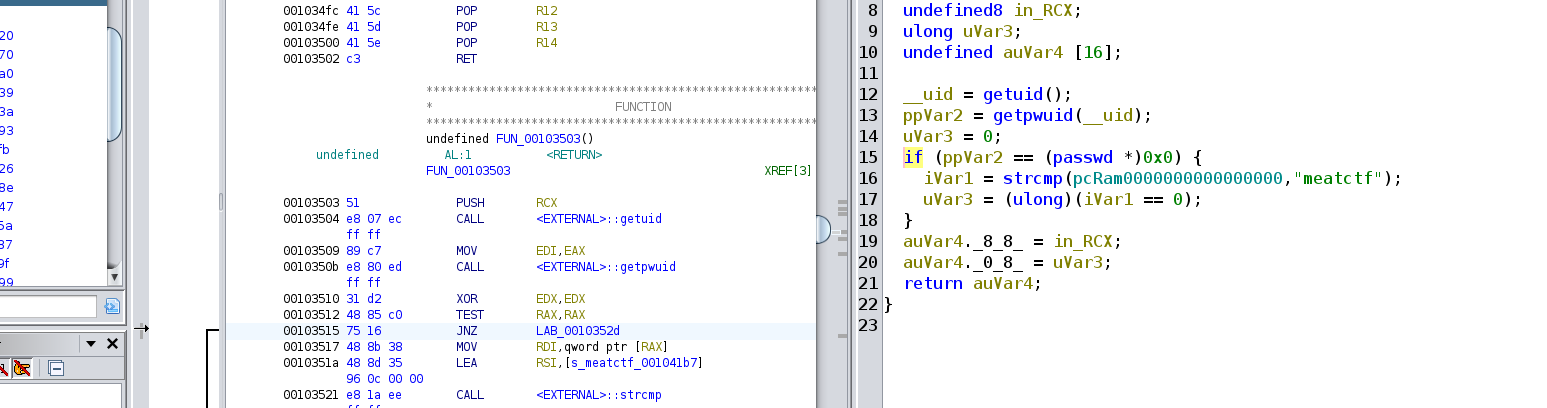 20
70
a0
39
3a
93
fb
26
8e
47
5a
37
9f
99
001034fc 41 5c POP R12
001034fe 41 5d POP R13
00103500 41 5e POP R14
00103502 c3 RET
*******************************************************
* FUNCTION
*******************************************************
undefined FUN_00103503()
undefined AL:1 <RETURN>
FUN_00103503 XREF[3]
00103503 51 PUSH RCX
00103504 e8 07 ec CALL <EXTERNAL>::getuid
ff ff
00103509 89 c7 MOV EDI,EAX
0010350b e8 80 ed CALL <EXTERNAL>::getpwuid
ff ff
00103510 31 d2 XOR EDX,EDX
00103512 48 85 c0 TEST RAX,RAX
00103515 75 16 JNZ LAB_0010352d
00103517 48 8b 38 MOV RDI,qword ptr [RAX]
0010351a 48 8d 35 LEA RSI,[s_meatctf_001041b7]
96 0c 00 00
00103521 e8 1a ee CALL <EXTERNAL>::strcmp
8 undefined8 in_RCX;
9 ulong uVar3;
10 undefined auVar4 [16];
11
12 __uid = getuid();
13 ppVar2 = getpwuid(__uid);
14 uVar3 = 0;
15 if (ppVar2 == (passwd *)0x0) {
16 iVar1 = strcmp(pcRam0000000000000000,"meatctf");
17 uVar3 = (ulong)(iVar1 == 0);
18 }
19 auVar4._8_8_ = in_RCX;
20 auVar4._0_8_ = uVar3;
21 return auVar4;
22 }
23